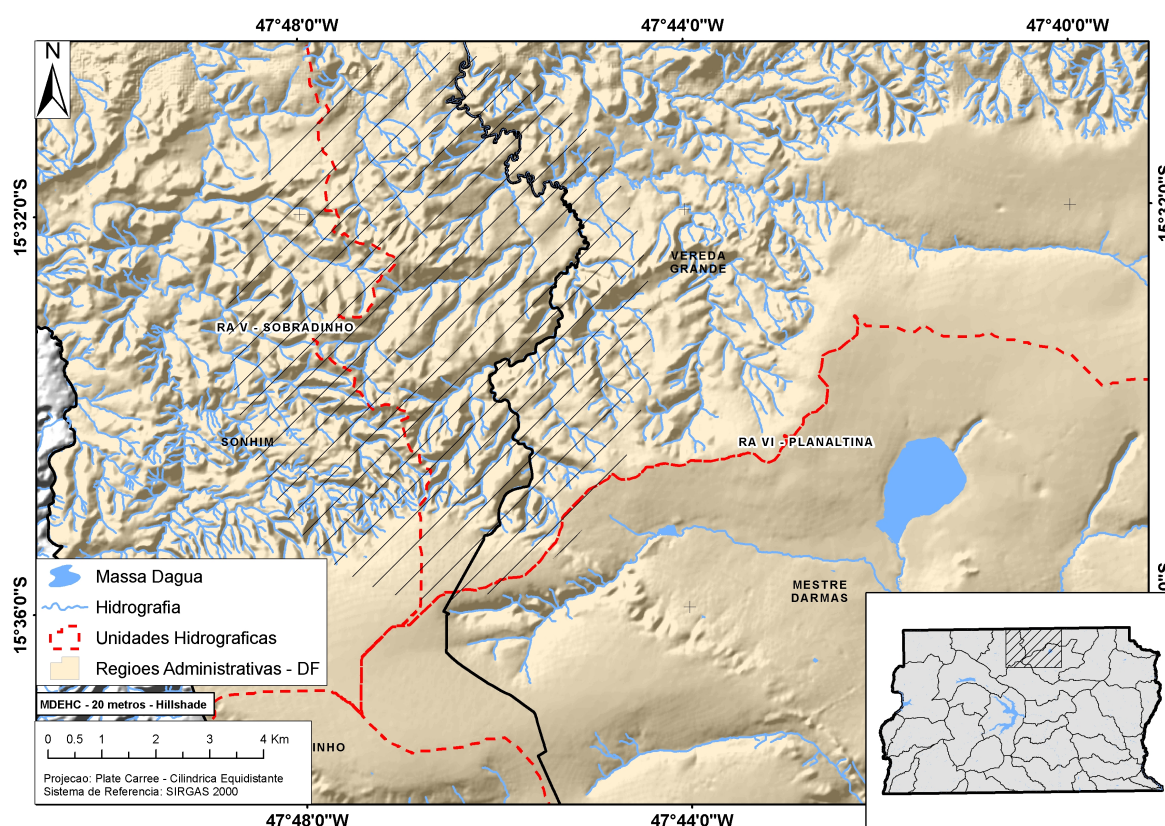 47°48'0"W
47°44'0"W
47°40'0"W
N
15°32'0"S
VEREDA
GRANDE
RA V - SOBRADINHO
SONHIM
RA VI - PLANALTINA
MESTRE
DARMAS
15°36'0"S
0"S
Massa Dagua
Hidrografia
Unidades Hidrograficas
Regioes Administrativas - DF
MDEHC - 20 metros - Hillshade
0 0.5 1 2 3 4 Km
INHO
Projecao: Plate Carree - Cilindrica Equidistante
Sistema de Referencia: SIRGAS 2000
47°48'0"W
47°44'0"W